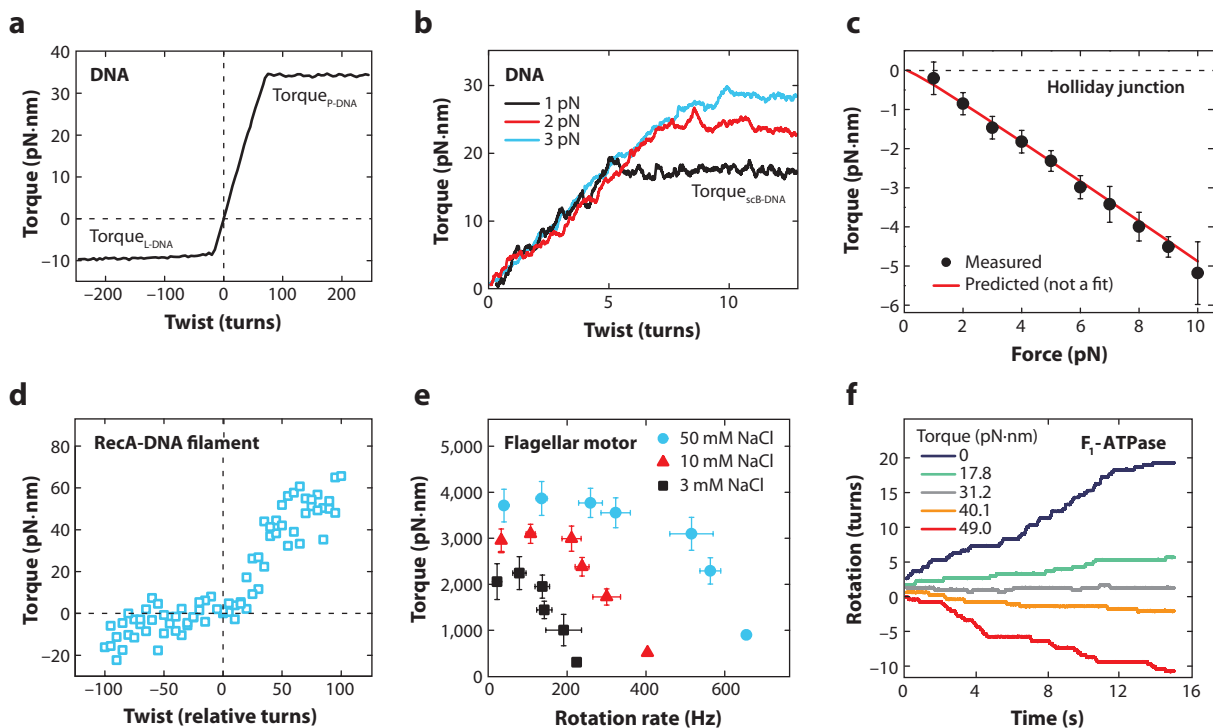 a
DNA
Torque (pN·nm)
40
30
20
10
0
−10
Torque P-DNA
Torque L-DNA
−200
−100
0
100
200
Twist (turns)
b
DNA
1 pN
2 pN
3 pN
Torque (pN·nm)
30
20
10
0
Torque scB-DNA
0
5
10
Twist (turns)
c
Holliday junction
Torque (pN·nm)
0
−1
−2
−3
−4
−5
−6
Measured
Predicted (not a fit)
0
2
4
6
8
10
Force (pN)
d
RecA-DNA filament
Torque (pN·nm)
80
60
40
20
0
−20
−100
−50
0
50
100
Twist (relative turns)
e
Flagellar motor
50 mM NaCl
10 mM NaCl
3 mM NaCl
Torque (pN·nm)
5,000
4,000
3,000
2,000
1,000
0
0
200
400
600
Rotation rate (Hz)
f
Torque (pN·nm)
F1-ATPase
0
17.8
31.2
40.1
49.0
Rotation (turns)
20
15
10
5
0
−5
−10
0
4
8
12
16
Time (s)